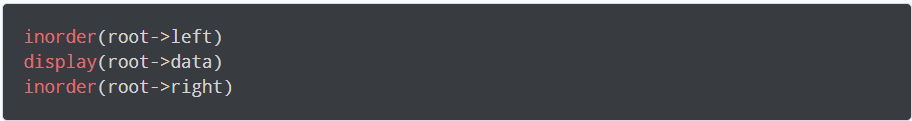 inorder(root->left)
display(root->data)
inorder(root->right)